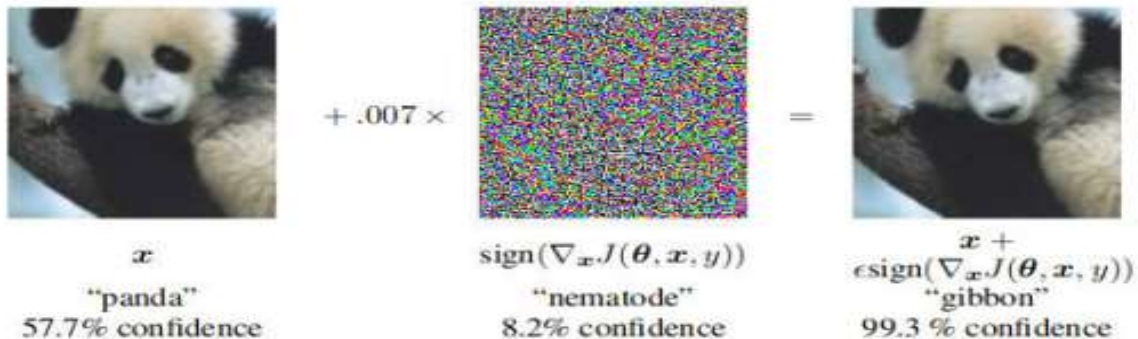 + .007 × =
x sign(∇ₓJ(θ, x, y)) x +
ϵsign(∇ₓJ(θ, x, y))
“panda” “nematode” “gibbon”
57.7% confidence 8.2% confidence 99.3 % confidence